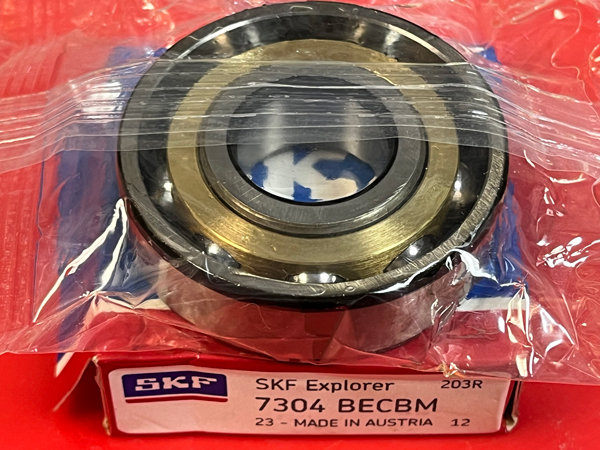 SKF
SKF Explorer 203R
7304 BECBM
23 - MADE IN AUSTRIA 12